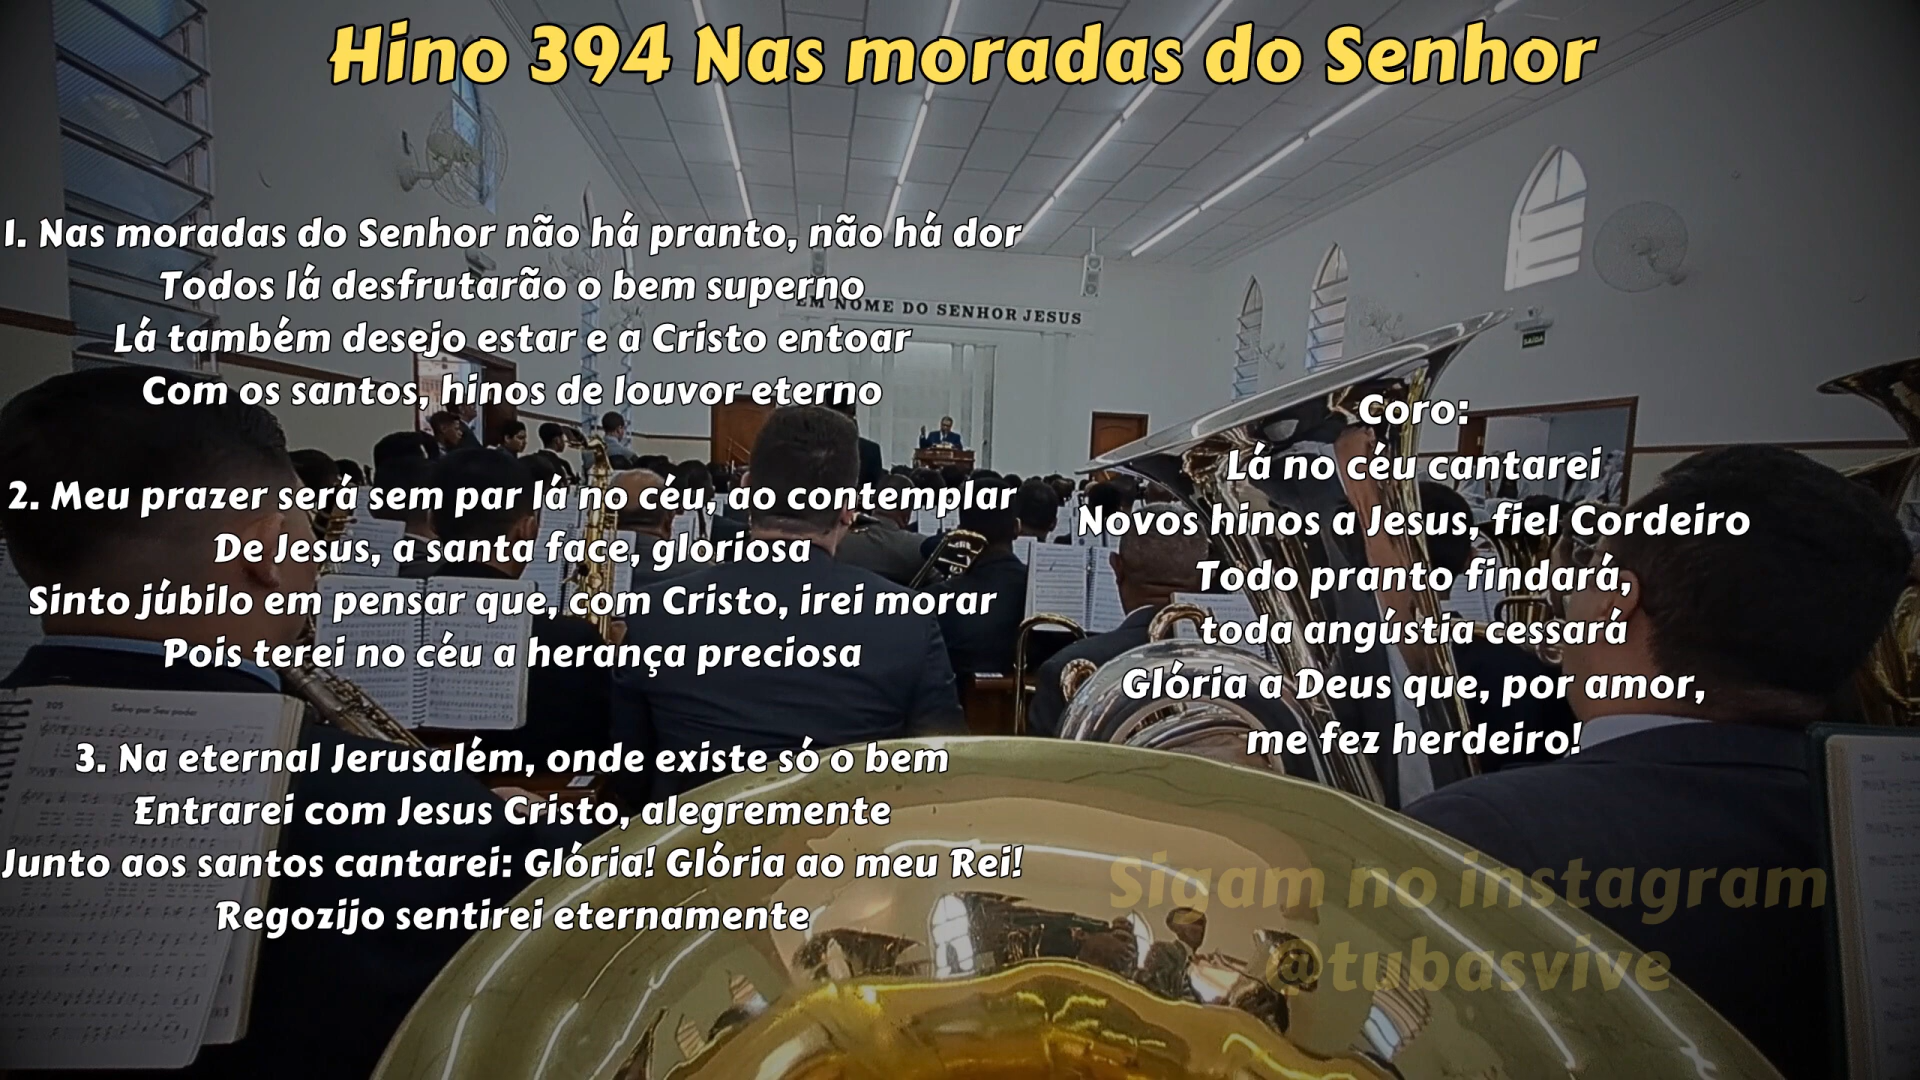 Hino 394 Nas moradas do Senhor
1. Nas moradas do Senhor não há pranto, não há dor
Todos lá desfrutarão o bem superno
Lá também desejo estar e a Cristo entoar
Com os santos, hinos de louvor eterno
2. Meu prazer será sem par lá no céu, ao contemplar
De Jesus, a santa face, gloriosa
Sinto júbilo em pensar que, com Cristo, irei morar
Pois terei no céu a herança preciosa
3. Na eternal Jerusalém, onde existe só o bem
Entrarei com Jesus Cristo, alegremente
Junto aos santos cantarei: Glória! Glória ao meu Rei!
Regozijo sentirei eternamente
Coro:
Lá no céu cantarei
Novos hinos a Jesus, fiel Cordeiro
Todo pranto findará,
toda angústia cessará
Glória a Deus que, por amor,
me fez herdeiro!
EM NOME DO SENHOR JESUS
SAÍDA
205 Salvo por Seu poder
Sigam no instagram
@tubasvive